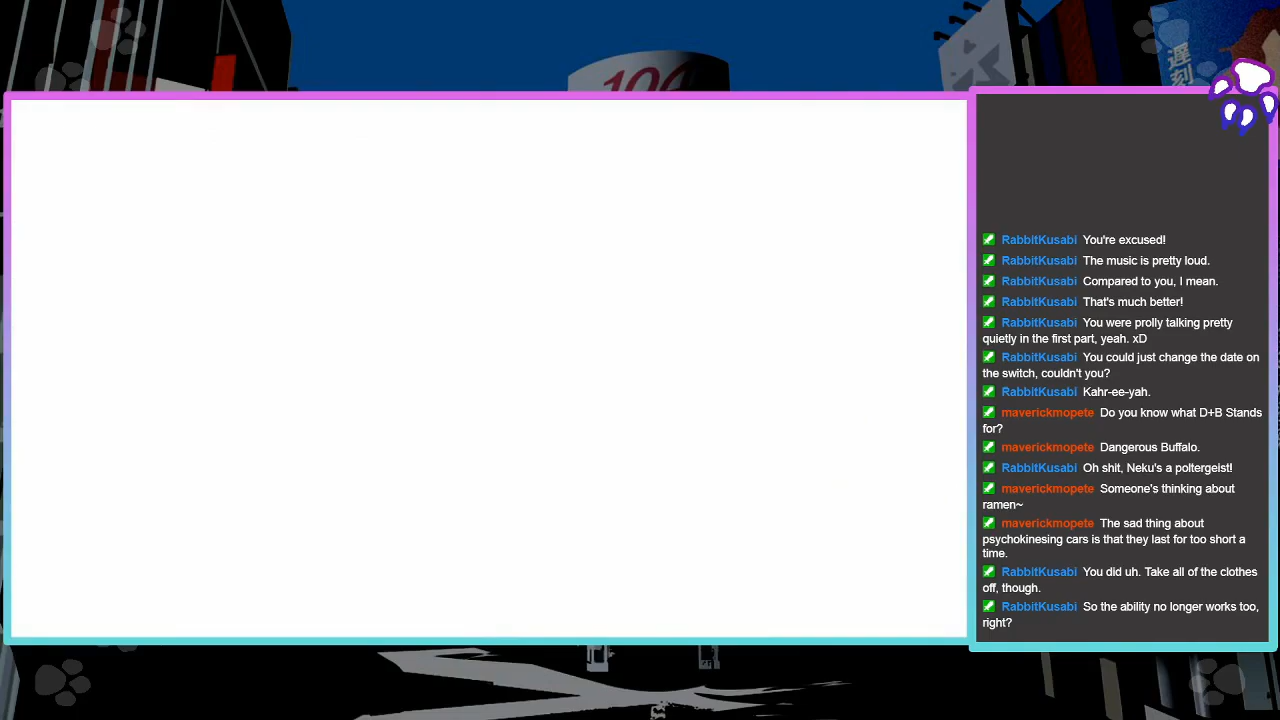 106
遅
刻
RabbitKusabi You're excused!
RabbitKusabi The music is pretty loud.
RabbitKusabi Compared to you, I mean.
RabbitKusabi That's much better!
RabbitKusabi You were prolly talking pretty
quietly in the first part, yeah. xD
RabbitKusabi You could just change the date on
the switch, couldn't you?
RabbitKusabi Kahr-ee-yah.
maverickmopete Do you know what D+B Stands
for?
maverickmopete Dangerous Buffalo.
RabbitKusabi Oh shit, Neku's a poltergeist!
maverickmopete Someone's thinking about
ramen~
maverickmopete The sad thing about
psychokinesing cars is that they last for too short a
time.
RabbitKusabi You did uh. Take all of the clothes
off, though.
RabbitKusabi So the ability no longer works too,
right?